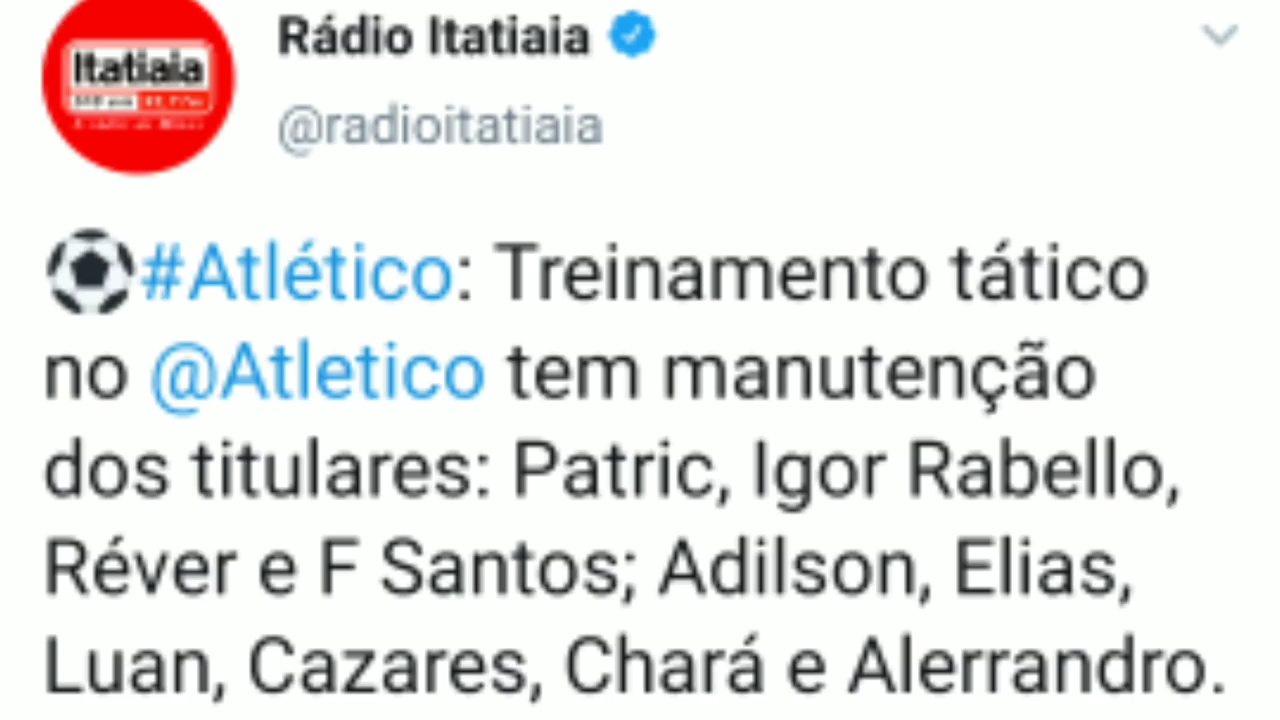 Itatiaia
Rádio Itatiaia
@radioitatiaia
⚽#Atlético: Treinamento tático
no @Atletico tem manutenção
dos titulares: Patric, Igor Rabello,
Réver e F Santos; Adilson, Elias,
Luan, Cazares, Chará e Alerrandro.